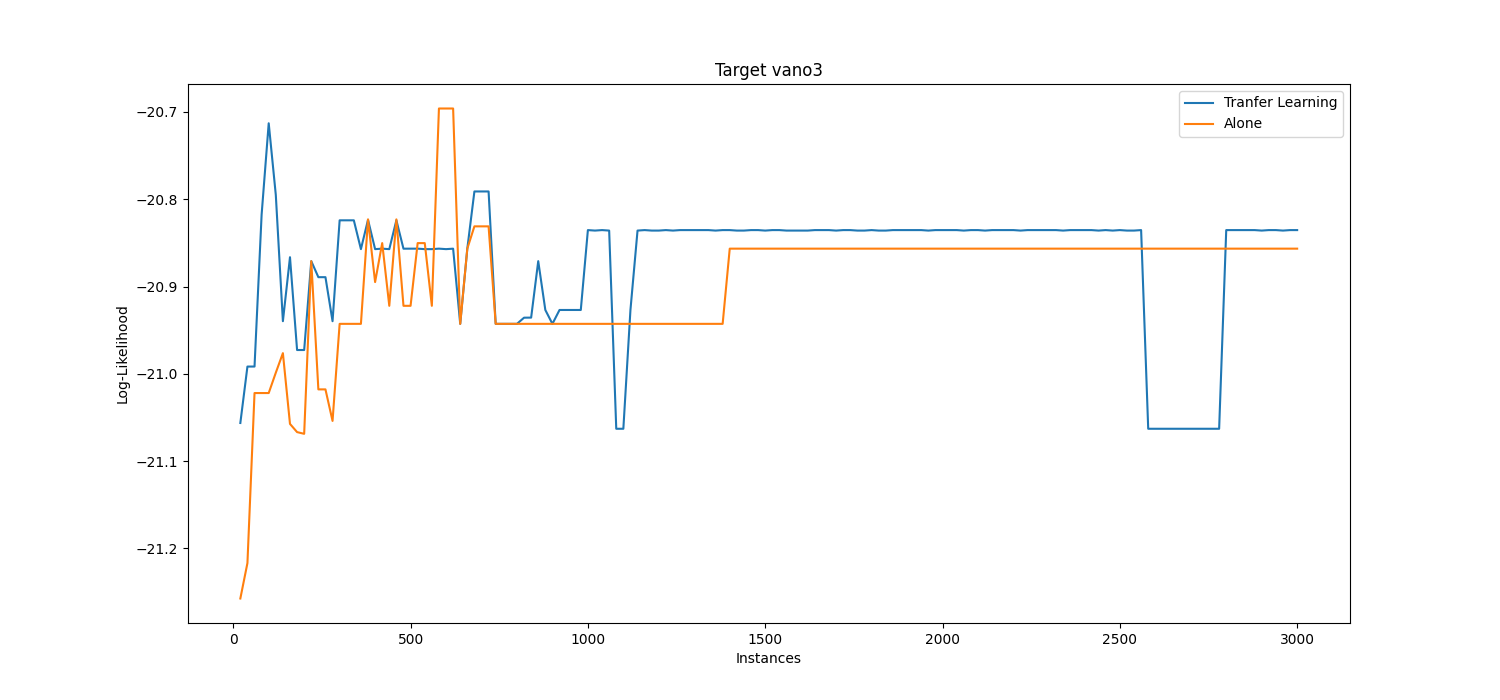 Target vano3
Tranfer Learning
Alone
Log-Likelihood
−20.7
−20.8
−20.9
−21.0
−21.1
−21.2
0
500
1000
1500
2000
2500
3000
Instances